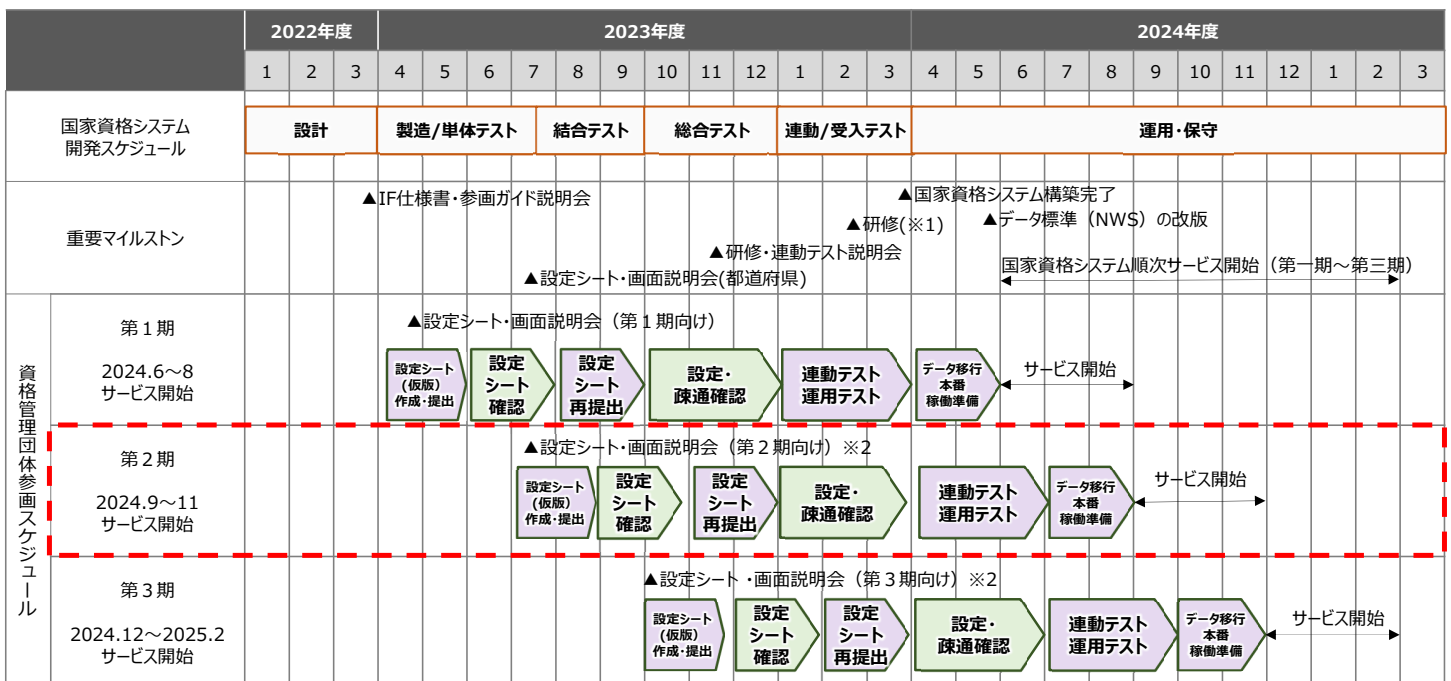 2022年度 2023年度 2024年度
1 2 3 4 5 6 7 8 9 10 11 12 1 2 3 4 5 6 7 8 9 10 11 12 1 2 3
国家資格システム
開発スケジュール
設計 製造/単体テスト 結合テスト 総合テスト 連動/受入テスト 運用・保守
重要マイルストン
▲IF仕様書・参画ガイド説明会
▲国家資格システム構築完了
▲データ標準（NWS）の改版
▲研修(※1)
▲研修・連動テスト説明会
▲設定シート・画面説明会(都道府県)
国家資格システム順次サービス開始（第一期～第三期）
資格管理団体参画スケジュール
第１期
2024.6～8
サービス開始
▲設定シート・画面説明会（第１期向け）
設定シート
(仮版)
作成・提出
設定
シート
確認
設定
シート
再提出
設定・
疎通確認
連動テスト
運用テスト
データ移行
本番
稼働準備
サービス開始
第２期
2024.9～11
サービス開始
▲設定シート・画面説明会（第２期向け）※2
設定シート
(仮版)
作成・提出
設定
シート
確認
設定
シート
再提出
設定・
疎通確認
連動テスト
運用テスト
データ移行
本番
稼働準備
サービス開始
第３期
2024.12～2025.2
サービス開始
▲設定シート・画面説明会（第３期向け）※2
設定シート
(仮版)
作成・提出
設定
シート
確認
設定
シート
再提出
設定・
疎通確認
連動テスト
運用テスト
データ移行
本番
稼働準備
サービス開始